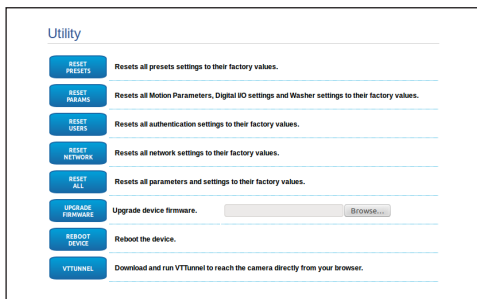 Utility
RESET
PRESETS
Resets all presets settings to their factory values.
RESET
PARAMS
Resets all Motion Parameters, Digital I/O settings and Washer settings to their factory values.
RESET
USERS
Resets all authentication settings to their factory values.
RESET
NETWORK
Resets all network settings to their factory values.
RESET
ALL
Resets all parameters and settings to their factory values.
UPGRADE
FIRMWARE
Upgrade device firmware. Browse...
REBOOT
DEVICE
Reboot the device.
VTTUNNEL
Download and run VTTunnel to reach the camera directly from your browser.